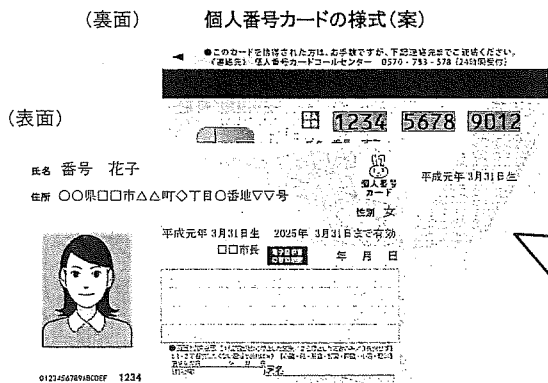 (裏面) 個人番号カードの様式(案)
●このカードを拾得された方は、お手数ですが、下記連絡先までご連絡ください。
《連絡先》個人番号カードコールセンター 0570-783-578 (24時間受付)
(表面)
1234 5678 9012
氏名 番号 花子
住所 〇〇県□□市△△町◇丁目〇番地▽▽号
個人番号
カード
平成元年 3月31日生
性別 女
平成元年 3月31日生 2025年 3月31日まで有効
□□市長
年 月 日
0123456789ABCDEF 1234